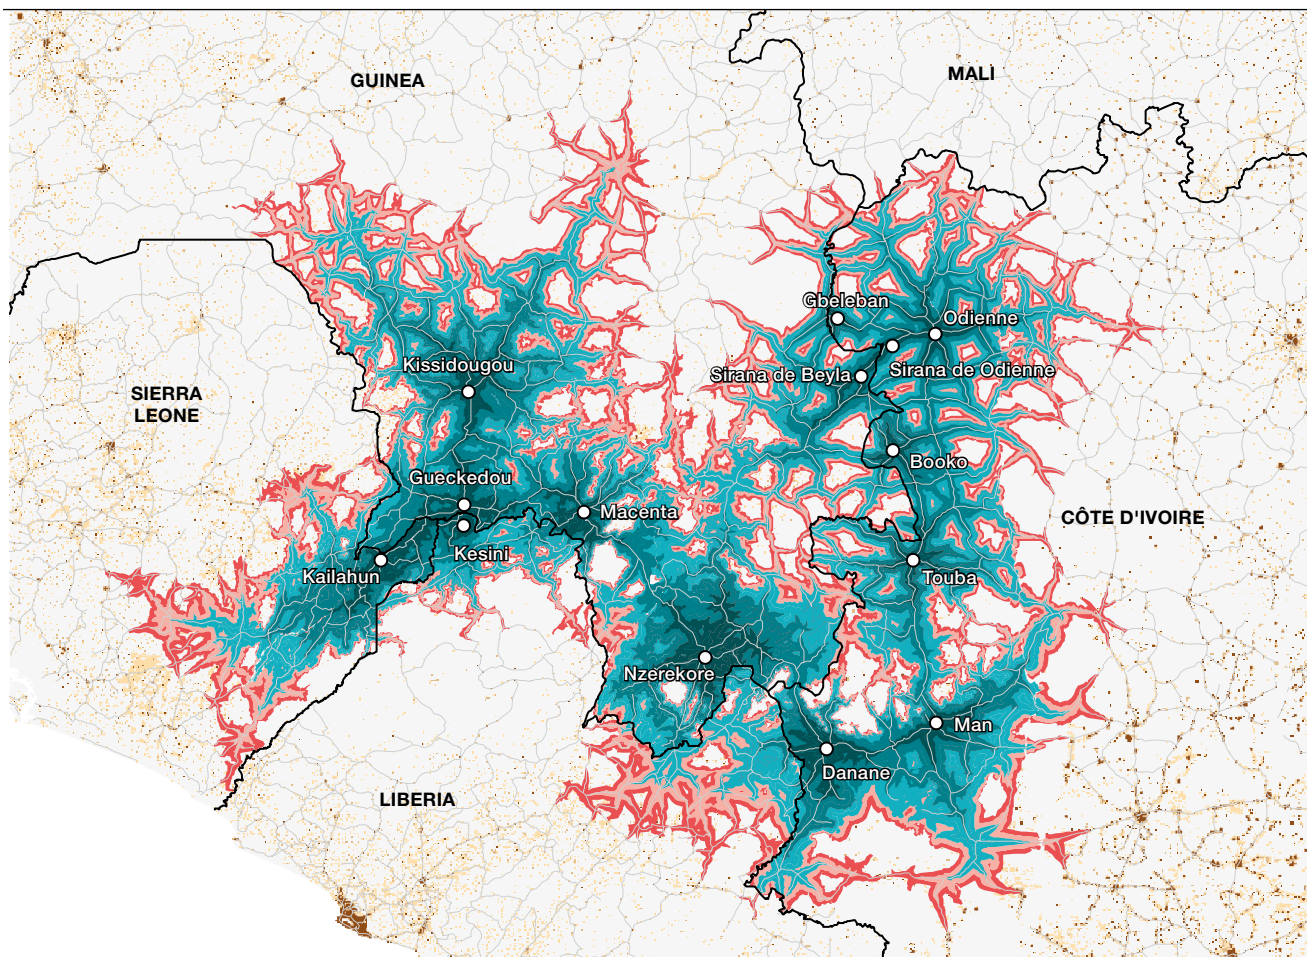 MALI
GUINEA
Gbeleban
Odienne
Kissidougou
Sirana de Beyla
Sirana de Odienne
SIERRA
LEONE
Booko
Gueckedou
Macenta
CÔTE D'IVOIRE
Kesini
Kailahun
Touba
Nzerekore
Man
Danane
LIBERIA